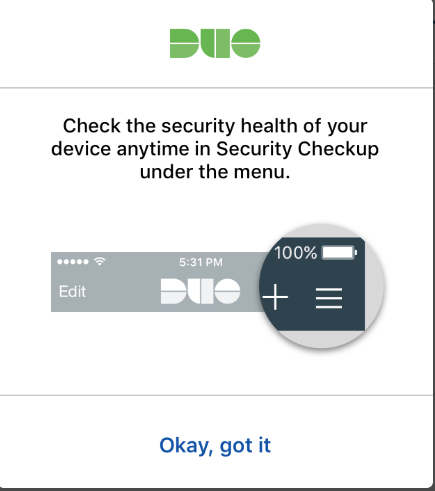 DUO
Check the security health of your
device anytime in Security Checkup
under the menu.
5:31 PM
100%
Edit
DUO
Okay, got it